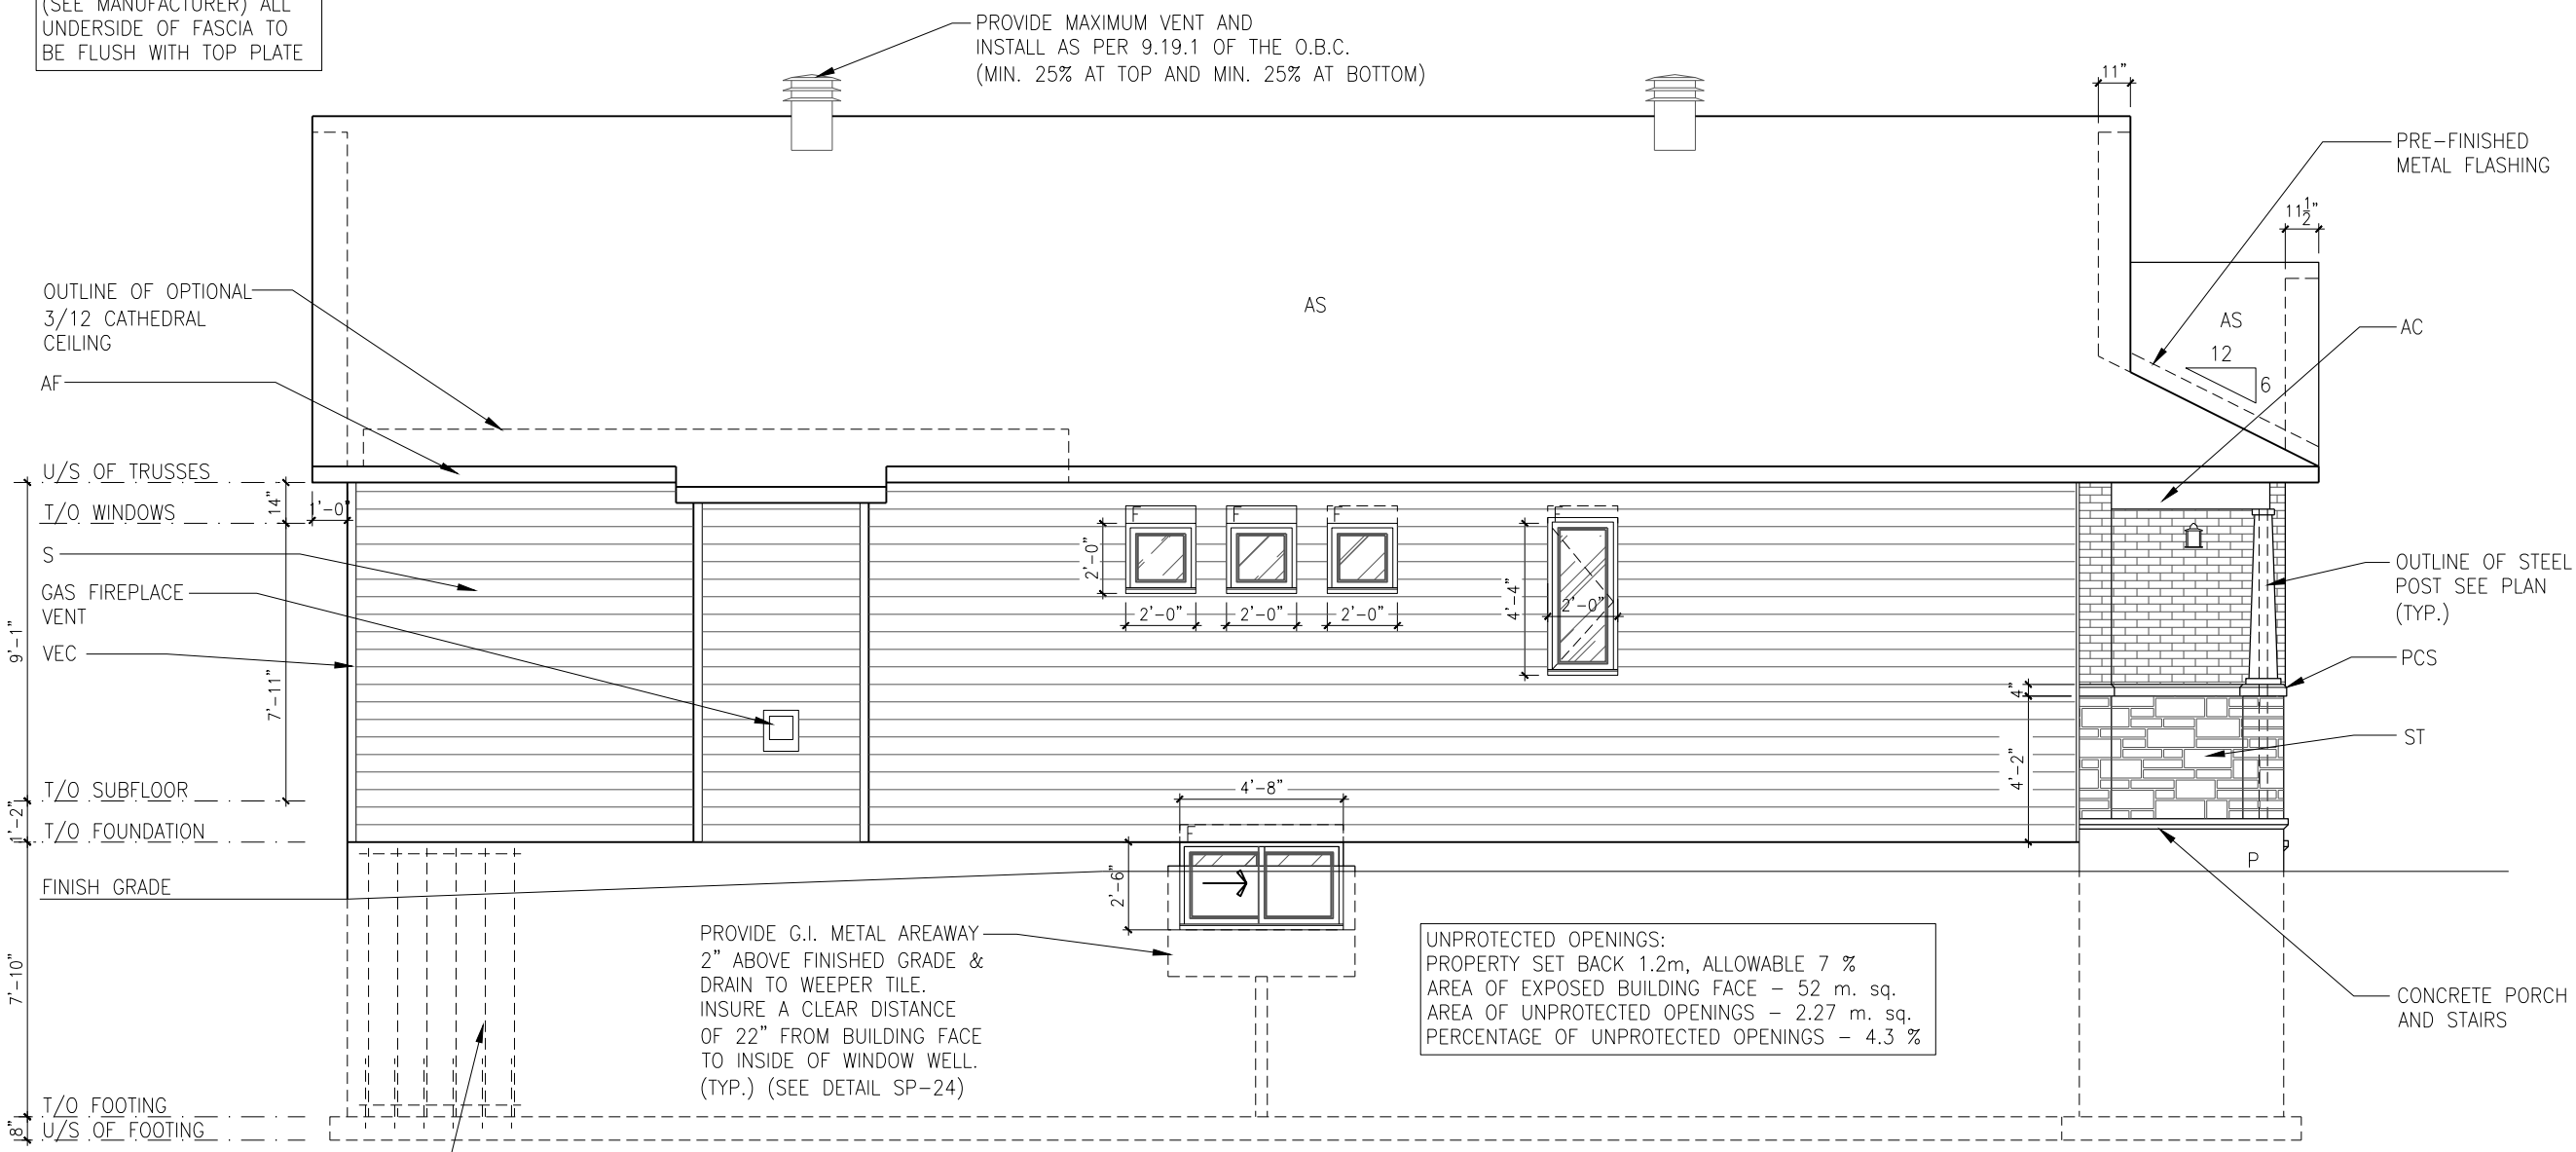 (SEE MANUFACTURER) ALL
UNDERSIDE OF FASCIA TO
BE FLUSH WITH TOP PLATE
PROVIDE MAXIMUM VENT AND
INSTALL AS PER 9.19.1 OF THE O.B.C.
(MIN. 25% AT TOP AND MIN. 25% AT BOTTOM)
11"
PRE-FINISHED
METAL FLASHING
11 1/2"
OUTLINE OF OPTIONAL
3/12 CATHEDRAL
CEILING
AS
AS
12
6
AC
AF
U/S OF TRUSSES
T/O WINDOWS
14"
1'-0"
S
GAS FIREPLACE
VENT
VEC
9'-1"
7'-11"
F
F
F
F
2'-0"
2'-0"
2'-0"
2'-0"
4'-4"
2'-0"
OUTLINE OF STEEL
POST SEE PLAN
(TYP.)
PCS
4"
4'-2"
ST
T/O SUBFLOOR
1'-2"
T/O FOUNDATION
4'-8"
F
2'-6"
P
FINISH GRADE
7'-10"
PROVIDE G.I. METAL AREAWAY
2" ABOVE FINISHED GRADE &
DRAIN TO WEEPER TILE.
INSURE A CLEAR DISTANCE
OF 22" FROM BUILDING FACE
TO INSIDE OF WINDOW WELL.
(TYP.) (SEE DETAIL SP-24)
UNPROTECTED OPENINGS:
PROPERTY SET BACK 1.2m, ALLOWABLE 7 %
AREA OF EXPOSED BUILDING FACE - 52 m. sq.
AREA OF UNPROTECTED OPENINGS - 2.27 m. sq.
PERCENTAGE OF UNPROTECTED OPENINGS - 4.3 %
CONCRETE PORCH
AND STAIRS
T/O FOOTING
U/S OF FOOTING
8"